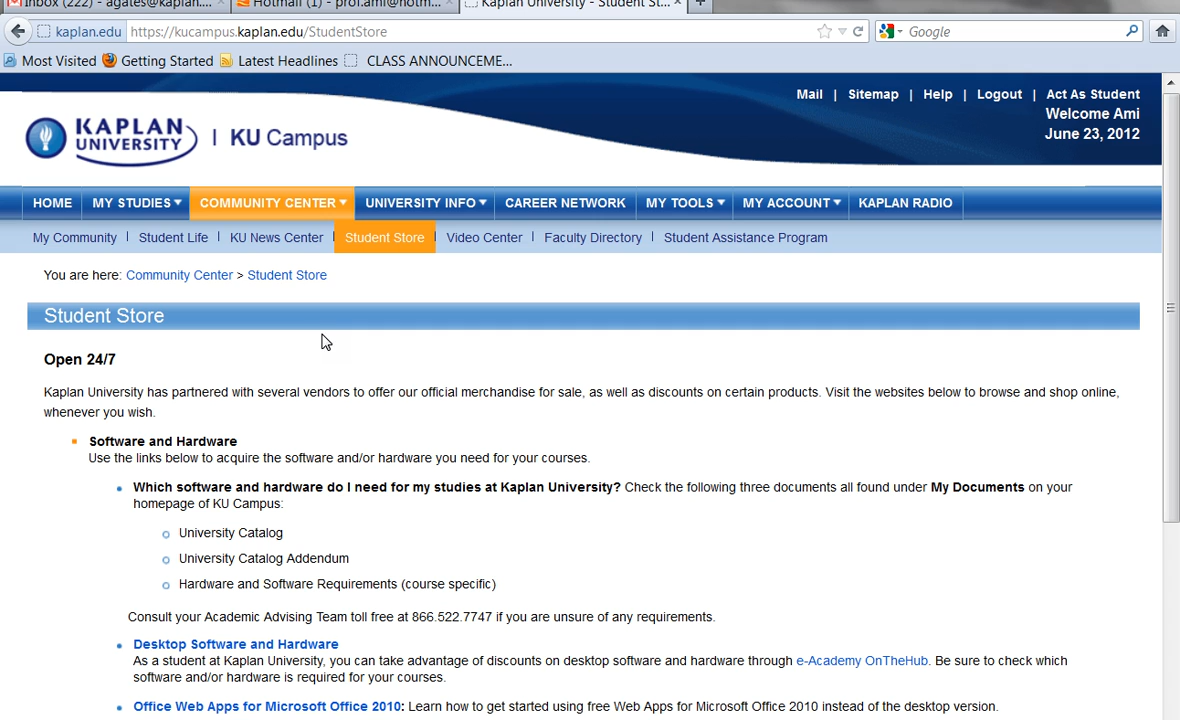 Inbox (222) - agates@kaplan.... Hotmail (1) - prof.ami@hotm... Kaplan University - Student St...
kaplan.edu https://kucampus.kaplan.edu/StudentStore Google
Most Visited Getting Started Latest Headlines CLASS ANNOUNCEME...
Mail | Sitemap | Help | Logout | Act As Student
Welcome Ami
June 23, 2012
KAPLAN UNIVERSITY | KU Campus
HOME MY STUDIES COMMUNITY CENTER UNIVERSITY INFO CAREER NETWORK MY TOOLS MY ACCOUNT KAPLAN RADIO
My Community | Student Life | KU News Center | Student Store | Video Center | Faculty Directory | Student Assistance Program
You are here: Community Center > Student Store
Student Store
Open 24/7
Kaplan University has partnered with several vendors to offer our official merchandise for sale, as well as discounts on certain products. Visit the websites below to browse and shop online,
whenever you wish.
Software and Hardware
Use the links below to acquire the software and/or hardware you need for your courses.
Which software and hardware do I need for my studies at Kaplan University? Check the following three documents all found under My Documents on your
homepage of KU Campus:
University Catalog
University Catalog Addendum
Hardware and Software Requirements (course specific)
Consult your Academic Advising Team toll free at 866.522.7747 if you are unsure of any requirements.
Desktop Software and Hardware
As a student at Kaplan University, you can take advantage of discounts on desktop software and hardware through e-Academy OnTheHub. Be sure to check which
software and/or hardware is required for your courses.
Office Web Apps for Microsoft Office 2010: Learn how to get started using free Web Apps for Microsoft Office 2010 instead of the desktop version.